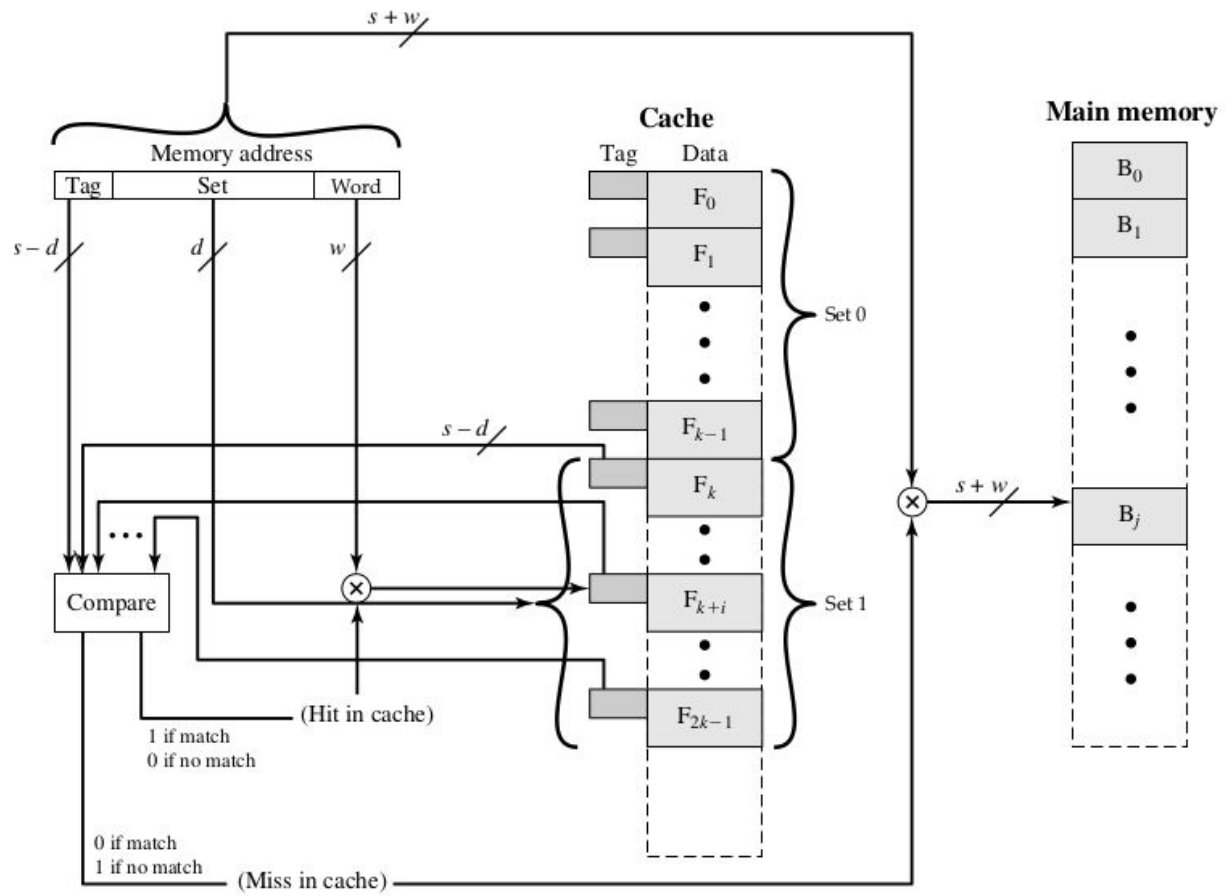 s + w
Cache
Main memory
Memory address
Tag Data
Tag Set Word
B0
F0
B1
s – d d w
F1
Set 0
Fk–1
s – d
Fk
s + w
Bj
Compare
Fk+i
Set 1
(Hit in cache)
F2k–1
1 if match
0 if no match
0 if match
1 if no match
(Miss in cache)